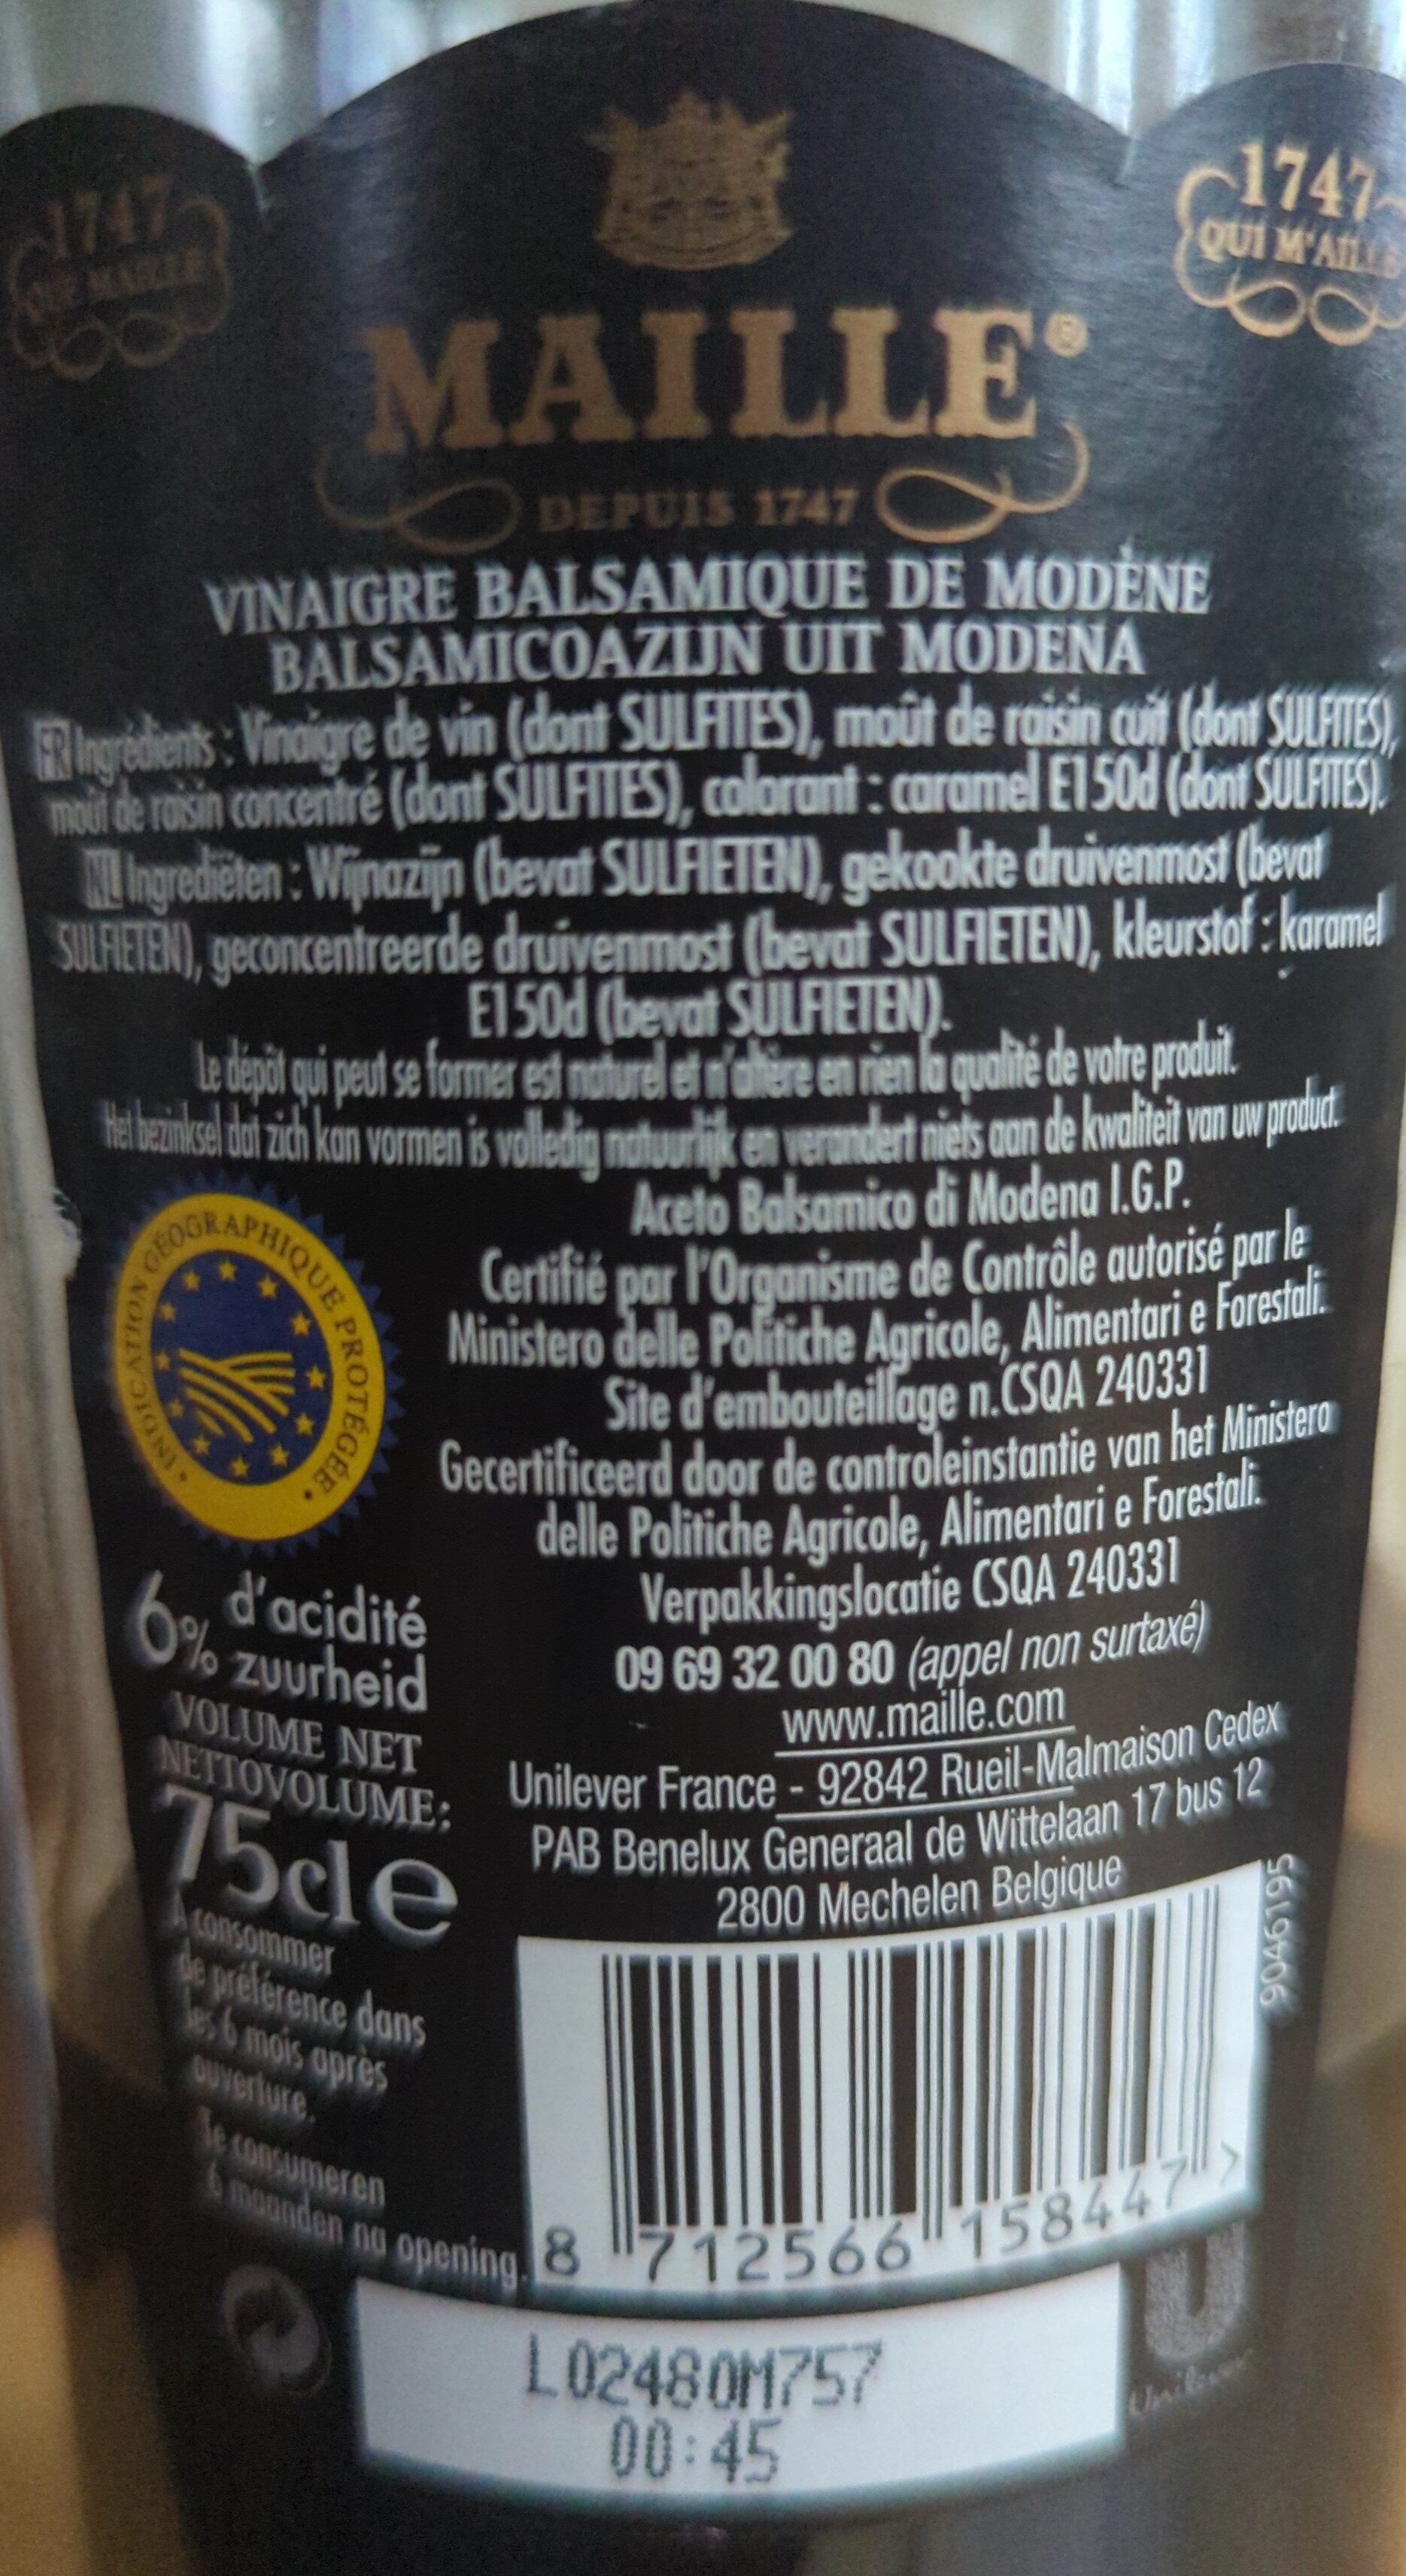 1747
1747
QUI M'AILLE
MAILLE®
DEPUIS 1747
VINAIGRE BALSAMIQUE DE MODÈNE
BALSAMICOAZIJN UIT MODENA
FR Ingrédients : Vinaigre de vin (dont SULFITES), moût de raisin cuit (dont SULFITES),
moût de raisin concentré (dont SULFITES), colorant : caramel E150d (dont SULFITES).
NL Ingrediëten : Wijnazijn (bevat SULFIETEN), gekookte druivenmost (bevat
SULFIETEN), geconcentreerde druivenmost (bevat SULFIETEN), kleurstof : karamel
E150d (bevat SULFIETEN).
Le dépôt qui peut se former est naturel et n'altère en rien la qualité de votre produit.
Het bezinksel dat zich kan vormen is volledig natuurlijk en verandert niets aan de kwaliteit van uw product.
Aceto Balsamico di Modena I.G.P.
Certifié par l'Organisme de Contrôle autorisé par le
Ministero delle Politiche Agricole, Alimentari e Forestali.
Site d'embouteillage n.CSQA 240331
Gecertificeerd door de controleinstantie van het Ministero
delle Politiche Agricole, Alimentari e Forestali.
Verpakkingslocatie CSQA 240331
09 69 32 00 80 (appel non surtaxé)
www.maille.com
Unilever France - 92842 Rueil-Malmaison Cedex
PAB Benelux Generaal de Wittelaan 17 bus 12
2800 Mechelen Belgique
INDICATION GÉOGRAPHIQUE PROTÉGÉE
6% d'acidité
zuurheid
VOLUME NET
NETTOVOLUME:
75cl e
A consommer
de préférence dans
les 6 mois après
ouverture.
Te consumeren
6 maanden na opening.
9046195
8 712566 158447 >
L02480M757
00:45
Unilever